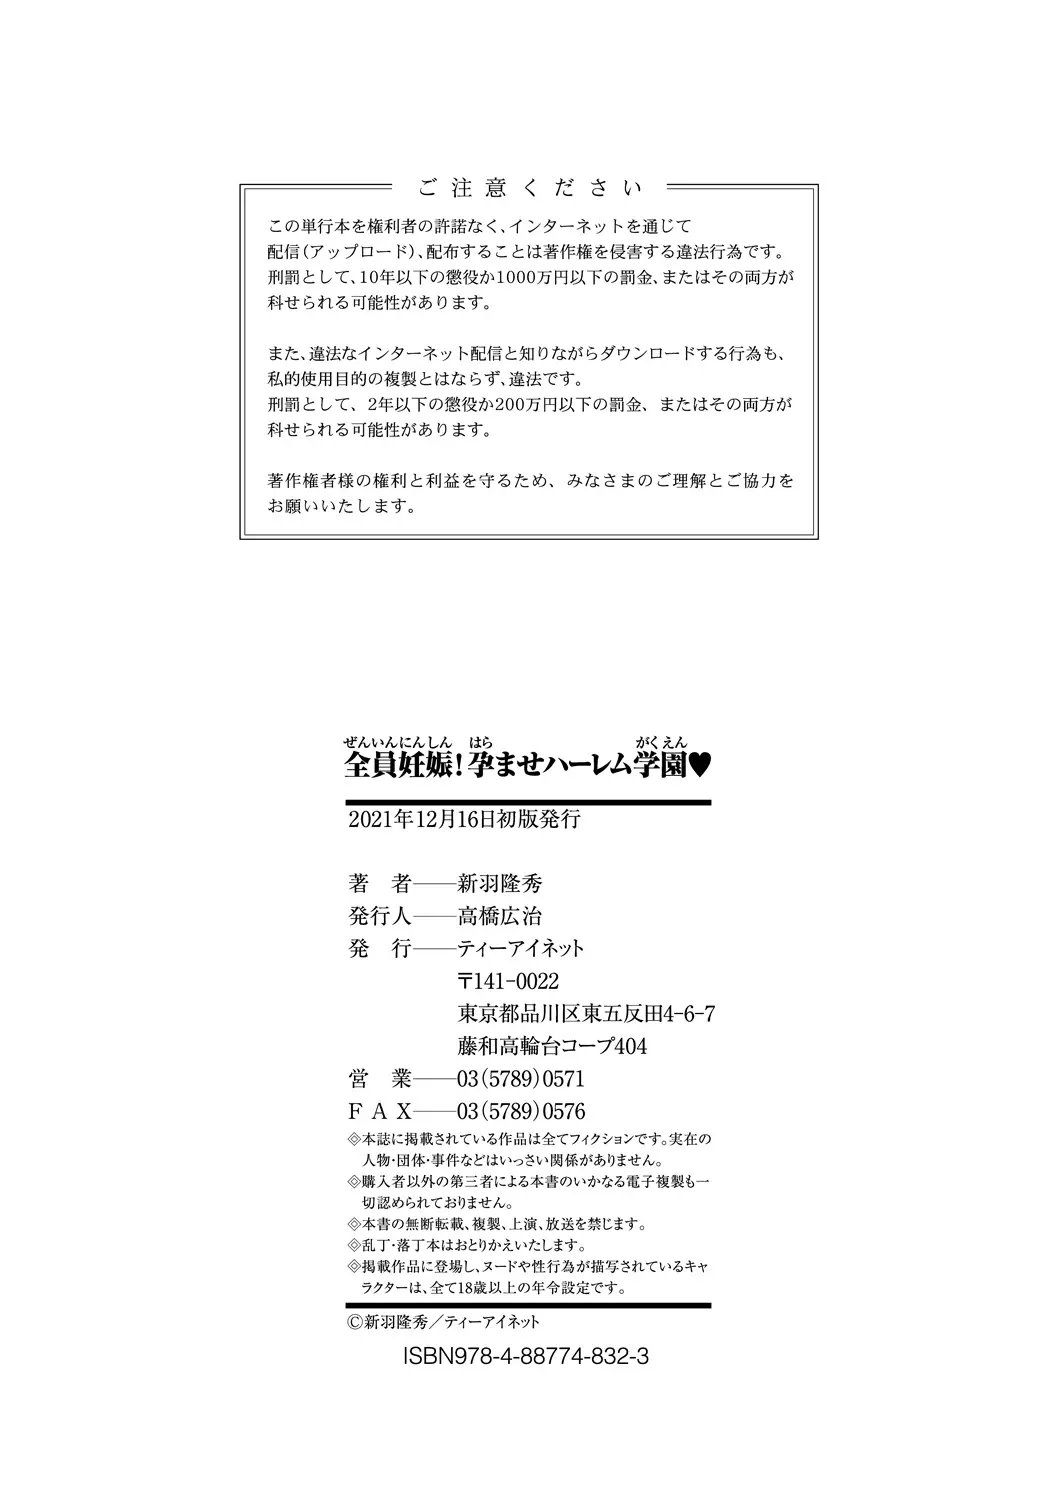 ご注意ください
この単行本を権利者の許諾なく、インターネットを通じて
配信（アップロード）、配布することは著作権を侵害する違法行為です。
刑罰として、10年以下の懲役か1000万円以下の罰金、またはその両方が
科せられる可能性があります。
また、違法なインターネット配信と知りながらダウンロードする行為も、
私的使用目的の複製とはならず、違法です。
刑罰として、2年以下の懲役か200万円以下の罰金、またはその両方が
科せられる可能性があります。
著作権者様の権利と利益を守るため、みなさまのご理解とご協力を
お願いいたします。
ぜんいんにんしん はら がくえん
全員妊娠！孕ませハーレム学園♥
2021年12月16日初版発行
著　者──新羽隆秀
発行人──高橋広治
発　行──ティーアイネット
〒141-0022
東京都品川区東五反田4-6-7
藤和高輪台コープ404
営　業──03（5789）0571
ＦＡＸ──03（5789）0576
◇本誌に掲載されている作品は全てフィクションです。実在の
人物・団体・事件などはいっさい関係がありません。
◇購入者以外の第三者による本書のいかなる電子複製も一
切認められておりません。
◇本書の無断転載、複製、上演、放送を禁じます。
◇乱丁・落丁本はおとりかえいたします。
◇掲載作品に登場し、ヌードや性行為が描写されているキャ
ラクターは、全て18歳以上の年令設定です。
©新羽隆秀／ティーアイネット
ISBN978-4-88774-832-3